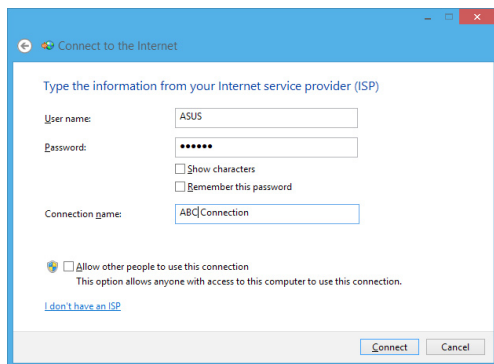 Connect to the Internet
Type the information from your Internet service provider (ISP)
User name: ASUS
Password: ••••••
Show characters
Remember this password
Connection name: ABC Connection
Allow other people to use this connection
This option allows anyone with access to this computer to use this connection.
I don't have an ISP
Connect Cancel